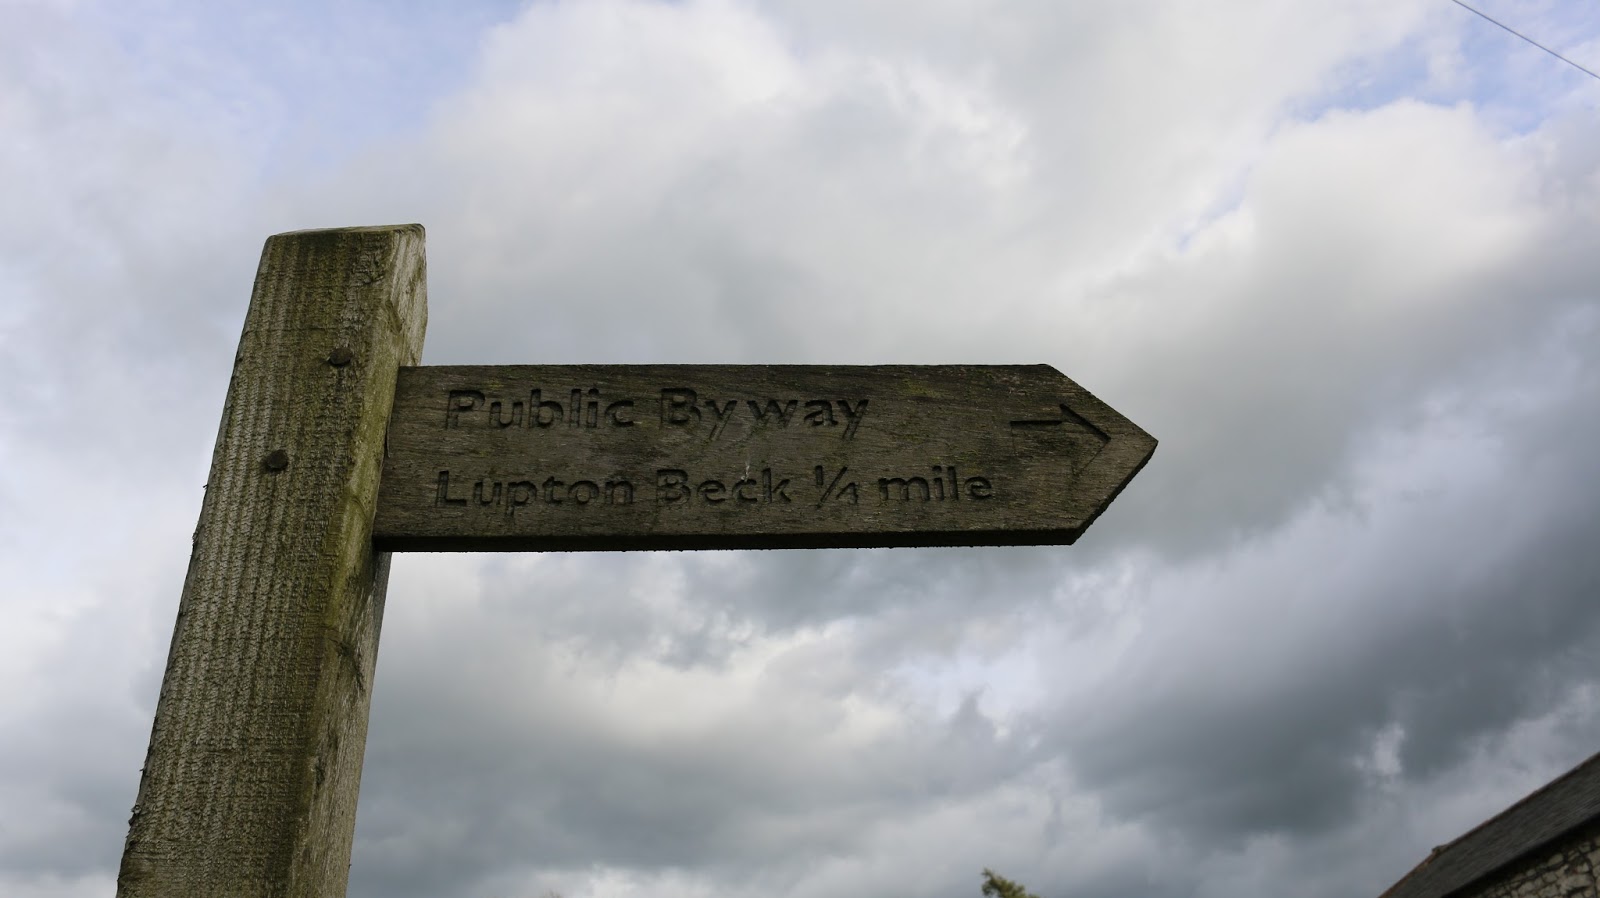 Public Byway →
Lupton Beck ¼ mile